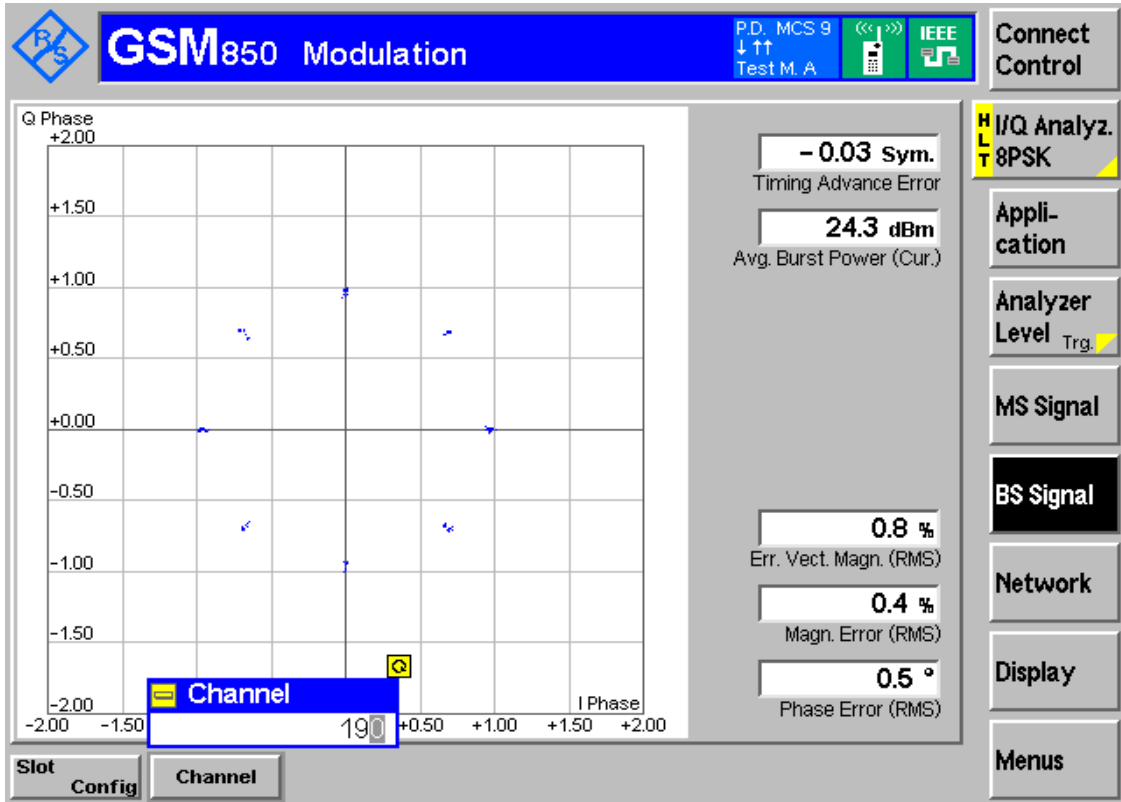 R S
GSM850 Modulation
P.D. MCS 9
↓ ↑↑
Test M. A
IEEE
Connect
Control
Q Phase
+2.00
+1.50
+1.00
+0.50
+0.00
-0.50
-1.00
-1.50
-2.00
I Phase
-2.00 -1.50 +0.50 +1.00 +1.50 +2.00
Q
Channel
190
- 0.03 Sym.
Timing Advance Error
24.3 dBm
Avg. Burst Power (Cur.)
0.8 %
Err. Vect. Magn. (RMS)
0.4 %
Magn. Error (RMS)
0.5 °
Phase Error (RMS)
HLT
I/Q Analyz.
8PSK
Appli-
cation
Analyzer
Level Trg.
MS Signal
BS Signal
Network
Display
Menus
Slot
Config
Channel